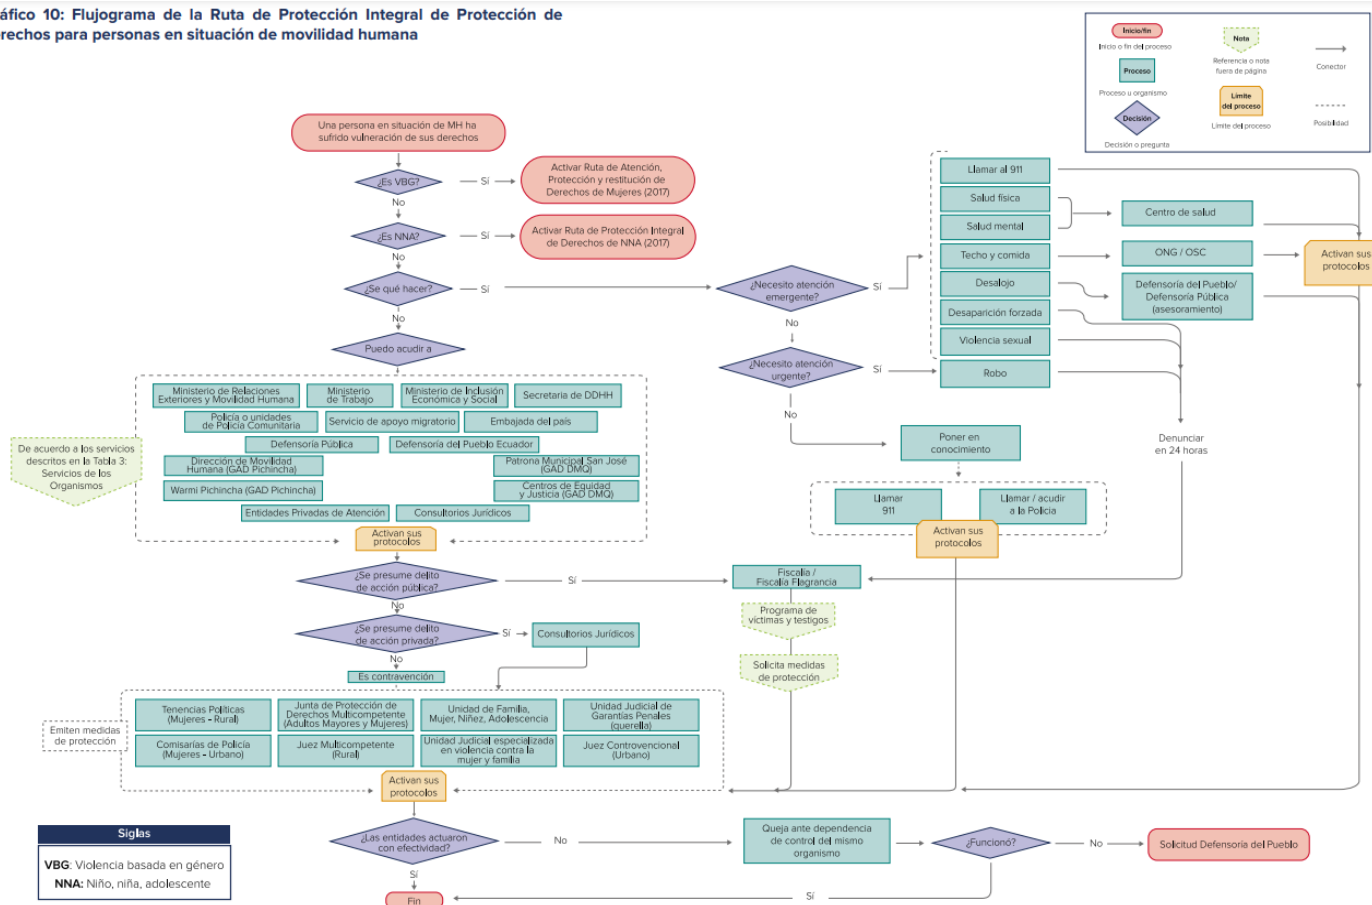 áfico 10: Flujograma de la Ruta de Protección Integral de Protección de
rechos para personas en situación de movilidad humana
Inicio/fin
Inicio o fin del proceso
Nota
Referencia o nota
fuera de página
Conector
Proceso
Proceso u organismo
Límite
del proceso
Límite del proceso
Posibilidad
Decisión
Decisión o pregunta
Una persona en situación de MH ha
sufrido vulneración de sus derechos
¿Es VBG?
Sí
Activar Ruta de Atención,
Protección y restitución de
Derechos de Mujeres (2017)
No
¿Es NNA?
Sí
Activar Ruta de Protección Integral
de Derechos de NNA (2017)
No
¿Se qué hacer?
Sí
No
Puedo acudir a
¿Necesito atención
emergente?
Sí
No
¿Necesito atención
urgente?
Sí
No
Llamar al 911
Salud física
Salud mental
Techo y comida
Desalojo
Desaparición forzada
Violencia sexual
Robo
Centro de salud
ONG / OSC
Defensoría del Pueblo/
Defensoría Pública
(asesoramiento)
Activan sus
protocolos
Denunciar
en 24 horas
Poner en
conocimiento
Llamar
911
Llamar / acudir
a la Policia
Activan sus
protocolos
De acuerdo a los servicios
descritos en la Tabla 3:
Servicios de los
Organismos
Ministerio de Relaciones
Exteriores y Movilidad Humana
Ministerio
de Trabajo
Ministerio de Inclusión
Económica y Social
Secretaria de DDHH
Policía o unidades
de Policía Comunitaria
Servicio de apoyo migratorio
Embajada del país
Defensoría Pública
Defensoría del Pueblo Ecuador
Dirección de Movilidad
Humana (GAD Pichincha)
Patrona Municipal San José
(GAD DMQ)
Warmi Pichincha (GAD Pichincha)
Centros de Equidad
y Justicia (GAD DMQ)
Entidades Privadas de Atención
Consultorios Jurídicos
Activan sus
protocolos
¿Se presume delito
de acción pública?
Sí
Fiscalía /
Fiscalía Flagrancia
No
Programa de
víctimas y testigos
¿Se presume delito
de acción privada?
Sí
Consultorios Jurídicos
Solicita medidas
de protección
No
Es contravención
Emiten medidas
de protección
Tenencias Políticas
(Mujeres - Rural)
Junta de Protección de
Derechos Multicompetente
(Adultos Mayores y Mujeres)
Unidad de Familia,
Mujer, Niñez, Adolescencia
Unidad Judicial de
Garantías Penales
(querella)
Comisarías de Policía
(Mujeres - Urbano)
Juez Multicompetente
(Rural)
Unidad Judicial especializada
en violencia contra la
mujer y familia
Juez Controvencional
(Urbano)
Activan sus
protocolos
¿Las entidades actuaron
con efectividad?
No
Queja ante dependencia
de control del mismo
organismo
¿Funcionó?
No
Solicitud Defensoría del Pueblo
Sí
Sí
Fin
Siglas
VBG: Violencia basada en género
NNA: Niño, niña, adolescente